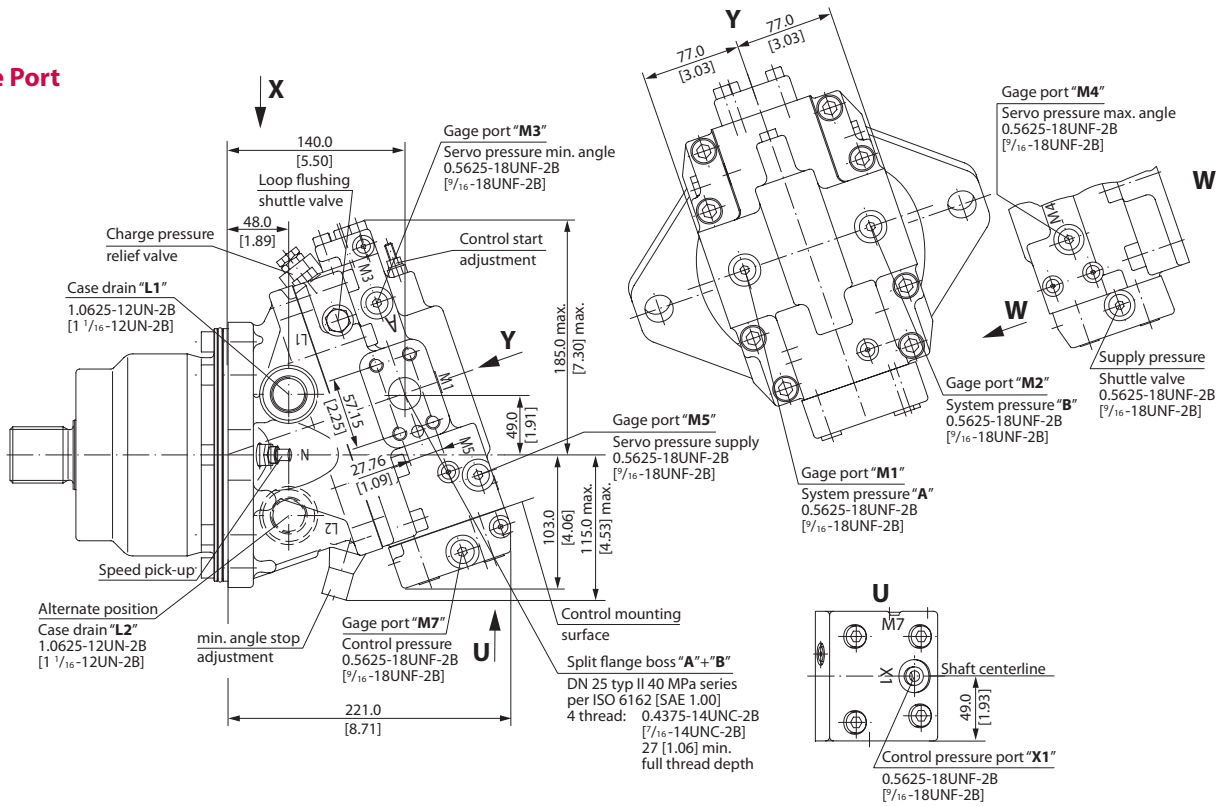 e Port
X
140.0
[5.50]
Loop flushing
shuttle valve
48.0
[1.89]
Charge pressure
relief valve
Case drain "L1"
1.0625-12UN-2B
[1 1/16-12UN-2B]
Gage port "M3"
Servo pressure min. angle
0.5625-18UNF-2B
[9/16-18UNF-2B]
Control start
adjustment
M3
A
L1
M1
Y
185.0 max.
[7.30] max.
57.15
[2.25]
49.0
[1.91]
N
27.76
[1.09]
M5
L2
Gage port "M5"
Servo pressure supply
0.5625-18UNF-2B
[9/16-18UNF-2B]
103.0
[4.06]
115.0 max.
[4.53] max.
Speed pick-up
Alternate position
Case drain "L2"
1.0625-12UN-2B
[1 1/16-12UN-2B]
min. angle stop
adjustment
Gage port "M7"
Control pressure
0.5625-18UNF-2B
[9/16-18UNF-2B]
U
Control mounting
surface
Split flange boss "A"+"B"
DN 25 typ II 40 MPa series
per ISO 6162 [SAE 1.00]
4 thread: 0.4375-14UNC-2B
[7/16-14UNC-2B]
27 [1.06] min.
full thread depth
221.0
[8.71]
Y
77.0
[3.03]
77.0
[3.03]
W
Gage port "M2"
System pressure "B"
0.5625-18UNF-2B
[9/16-18UNF-2B]
Gage port "M1"
System pressure "A"
0.5625-18UNF-2B
[9/16-18UNF-2B]
Gage port "M4"
Servo pressure max. angle
0.5625-18UNF-2B
[9/16-18UNF-2B]
W
M4
Supply pressure
Shuttle valve
0.5625-18UNF-2B
[9/16-18UNF-2B]
U
M7
X1
Shaft centerline
49.0
[1.93]
Control pressure port "X1"
0.5625-18UNF-2B
[9/16-18UNF-2B]